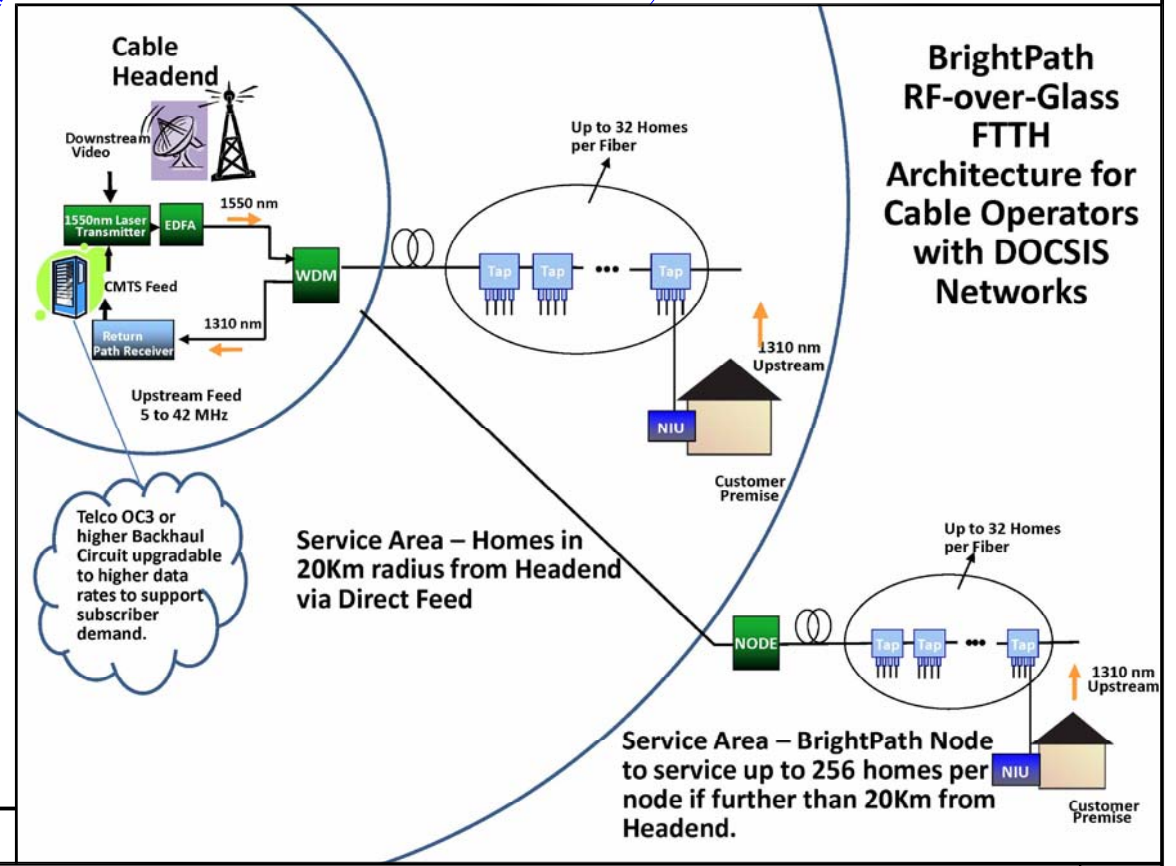 Cable
Headend
Downstream
Video
1550nm Laser
Transmitter
EDFA
1550 nm
WDM
CMTS Feed
Return
Path Receiver
1310 nm
Upstream Feed
5 to 42 MHz
Telco OC3 or
higher Backhaul
Circuit upgradable
to higher data
rates to support
subscriber
demand.
Up to 32 Homes
per Fiber
Tap
Tap
•••
Tap
1310 nm
Upstream
NIU
Customer
Premise
BrightPath
RF-over-Glass
FTTH
Architecture for
Cable Operators
with DOCSIS
Networks
Service Area – Homes in
20Km radius from Headend
via Direct Feed
NODE
Up to 32 Homes
per Fiber
Tap
Tap
•••
Tap
1310 nm
Upstream
NIU
Customer
Premise
Service Area – BrightPath Node
to service up to 256 homes per
node if further than 20Km from
Headend.